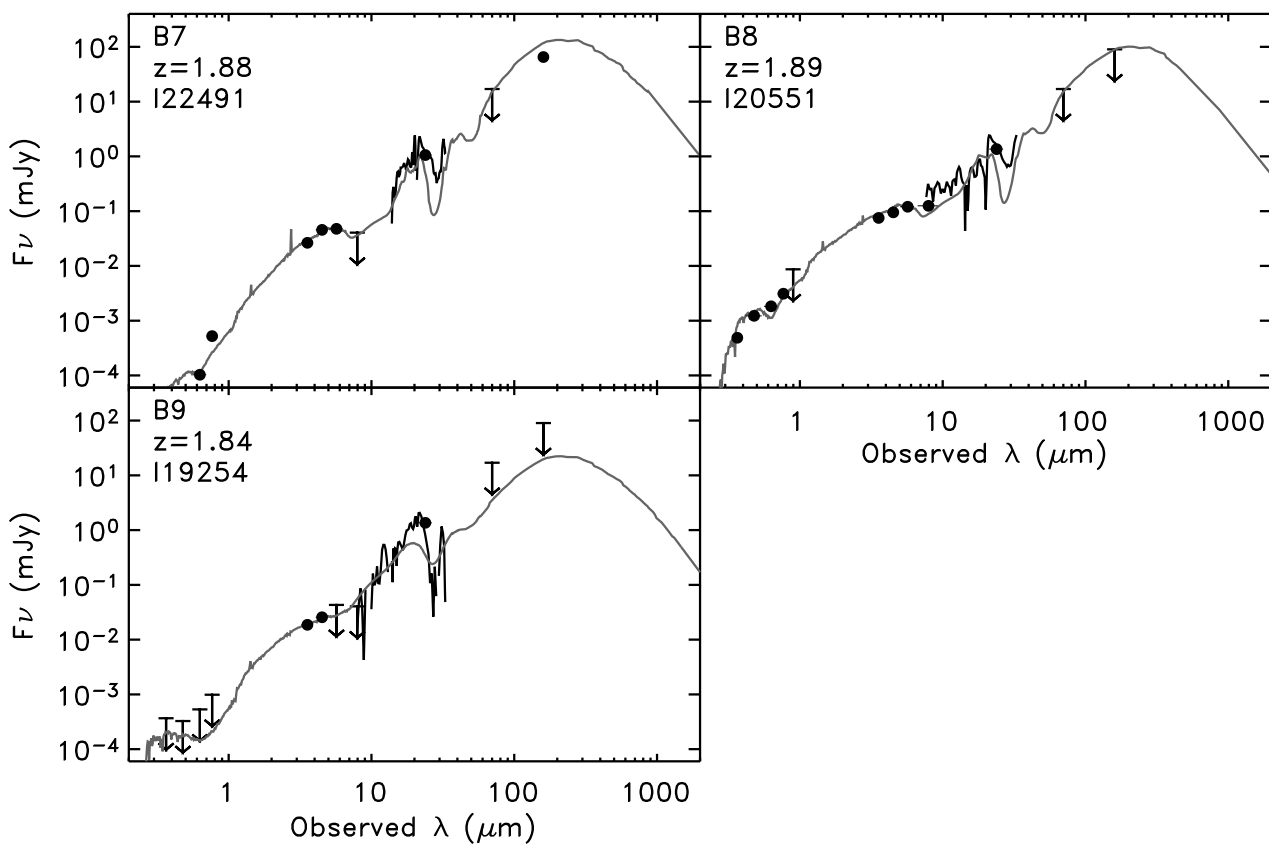 B7
z=1.88
I22491
B8
z=1.89
I20551
10²
10¹
10⁰
10⁻¹
10⁻²
10⁻³
10⁻⁴
Fν (mJy)
B9
z=1.84
I19254
1 10 100 1000
Observed λ (μm)
10²
10¹
10⁰
10⁻¹
10⁻²
10⁻³
10⁻⁴
Fν (mJy)
1 10 100 1000
Observed λ (μm)